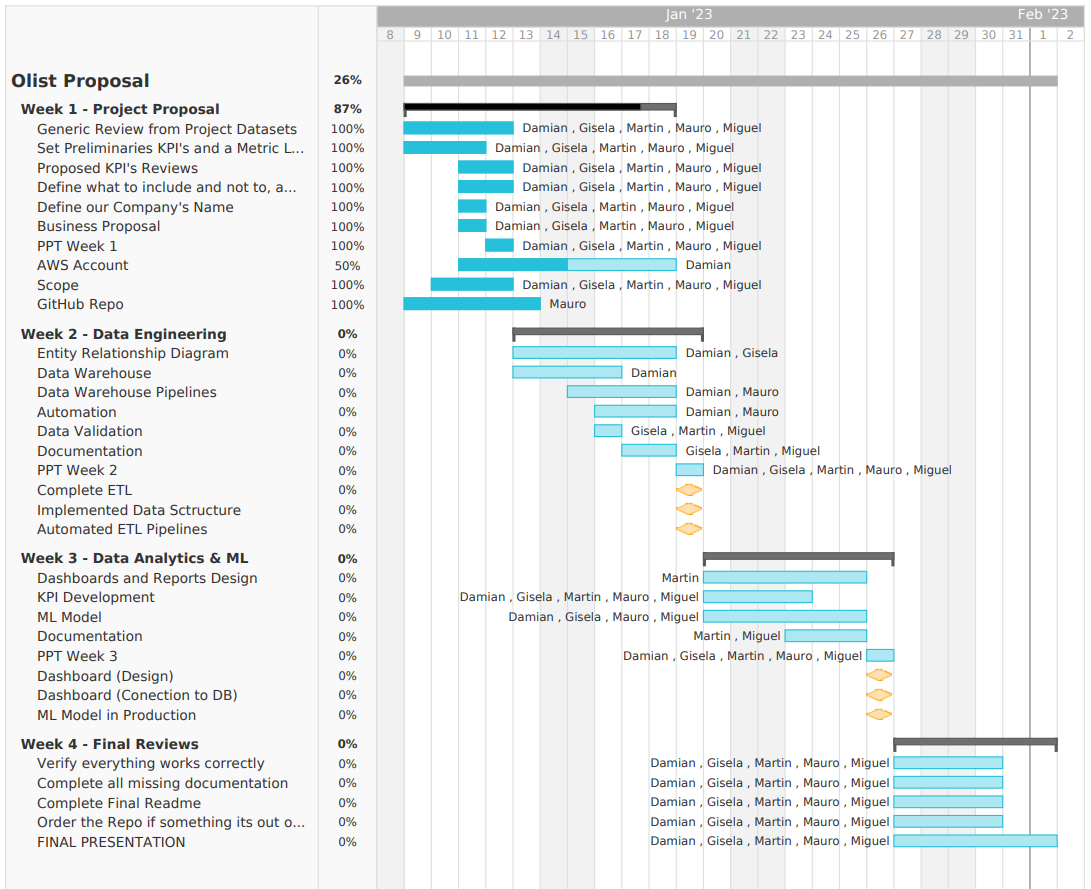 Jan '23 Feb '23
8 9 10 11 12 13 14 15 16 17 18 19 20 21 22 23 24 25 26 27 28 29 30 31 1 2
Olist Proposal 26%
Week 1 - Project Proposal 87%
Generic Review from Project Datasets 100% Damian , Gisela , Martin , Mauro , Miguel
Set Preliminaries KPI's and a Metric L... 100% Damian , Gisela , Martin , Mauro , Miguel
Proposed KPI's Reviews 100% Damian , Gisela , Martin , Mauro , Miguel
Define what to include and not to, a... 100% Damian , Gisela , Martin , Mauro , Miguel
Define our Company's Name 100% Damian , Gisela , Martin , Mauro , Miguel
Business Proposal 100% Damian , Gisela , Martin , Mauro , Miguel
PPT Week 1 100% Damian , Gisela , Martin , Mauro , Miguel
AWS Account 50% Damian
Scope 100% Damian , Gisela , Martin , Mauro , Miguel
GitHub Repo 100% Mauro
Week 2 - Data Engineering 0%
Entity Relationship Diagram 0% Damian , Gisela
Data Warehouse 0% Damian
Data Warehouse Pipelines 0% Damian , Mauro
Automation 0% Damian , Mauro
Data Validation 0% Gisela , Martin , Miguel
Documentation 0% Gisela , Martin , Miguel
PPT Week 2 0% Damian , Gisela , Martin , Mauro , Miguel
Complete ETL 0%
Implemented Data Sctructure 0%
Automated ETL Pipelines 0%
Week 3 - Data Analytics & ML 0%
Dashboards and Reports Design 0% Martin
KPI Development 0% Damian , Gisela , Martin , Mauro , Miguel
ML Model 0% Damian , Gisela , Mauro , Miguel
Documentation 0% Martin , Miguel
PPT Week 3 0% Damian , Gisela , Martin , Mauro , Miguel
Dashboard (Design) 0%
Dashboard (Conection to DB) 0%
ML Model in Production 0%
Week 4 - Final Reviews 0%
Verify everything works correctly 0% Damian , Gisela , Martin , Mauro , Miguel
Complete all missing documentation 0% Damian , Gisela , Martin , Mauro , Miguel
Complete Final Readme 0% Damian , Gisela , Martin , Mauro , Miguel
Order the Repo if something its out o... 0% Damian , Gisela , Martin , Mauro , Miguel
FINAL PRESENTATION 0% Damian , Gisela , Martin , Mauro , Miguel